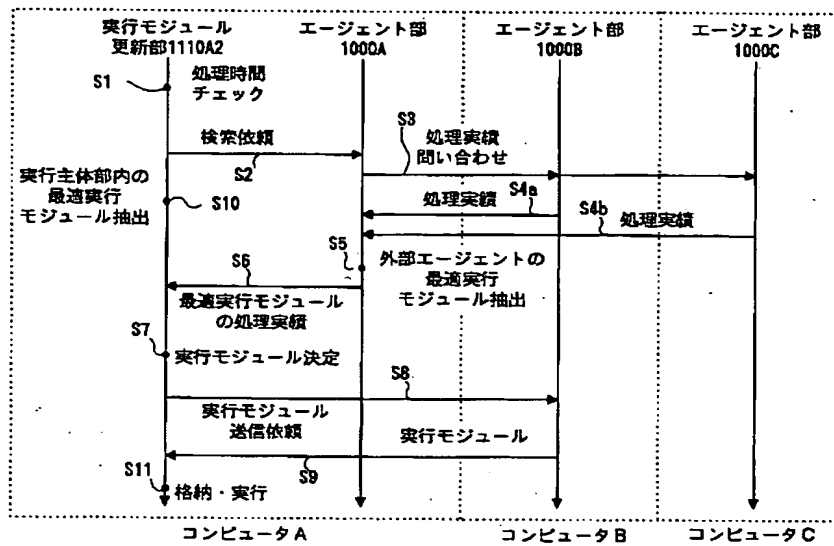 実行モジュール
更新部1110A2
エージェント部
1000A
エージェント部
1000B
エージェント部
1000C
S1
処理時間
チェック
検索依頼
S2
S3
処理実績
問い合わせ
実行主体部内の
最適実行
モジュール抽出
S10
処理実績
S4a
S4b
処理実績
S5
外部エージェントの
最適実行
モジュール抽出
S6
最適実行モジュール
の処理実績
S7
実行モジュール決定
S8
実行モジュール
送信依頼
実行モジュール
S9
S11
格納・実行
コンピュータA
コンピュータB
コンピュータC